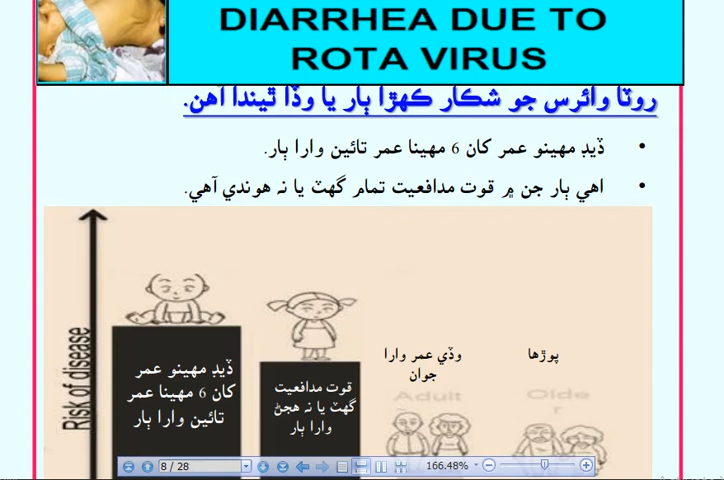 DIARRHEA DUE TO
ROTA VIRUS
روٽا وائرس جو شڪار ڪهڙا ٻار يا وڏا ٿيندا آهن.
• ڏيڍ مهينو عمر کان 6 مهينا عمر تائين وارا ٻار.
• اهي ٻار جن ۾ قوت مدافعيت تمام گهٽ يا نہ هوندي آهي.
Risk of disease
ڏيڍ مهينو عمر
کان 6 مهينا عمر
تائين وارا ٻار
قوت مدافعيت
گهٽ يا نہ هجڻ
وارا ٻار
وڏي عمر وارا
جوان
Adult
پوڙها
Olde
r
8 / 28
166.48%